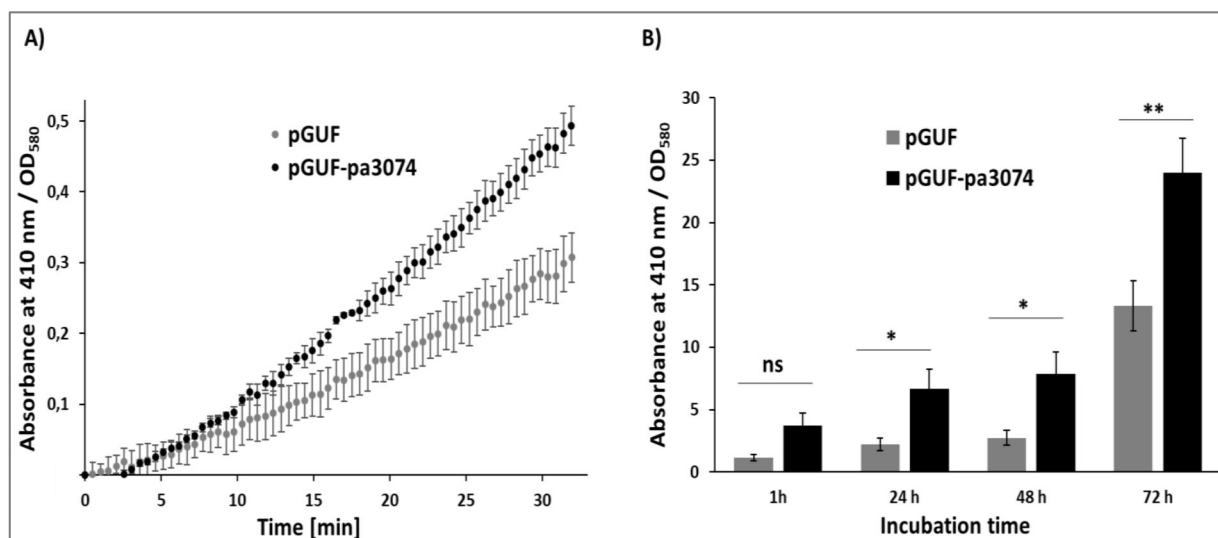 A)
Absorbance at 410 nm / OD580
0,5
0,4
0,3
0,2
0,1
pGUF
pGUF-pa3074
0
5
10
15
20
25
30
Time [min]
B)
Absorbance at 410 nm / OD580
30
25
20
15
10
5
0
pGUF
pGUF-pa3074
ns
*
*
**
1h
24 h
48 h
72 h
Incubation time